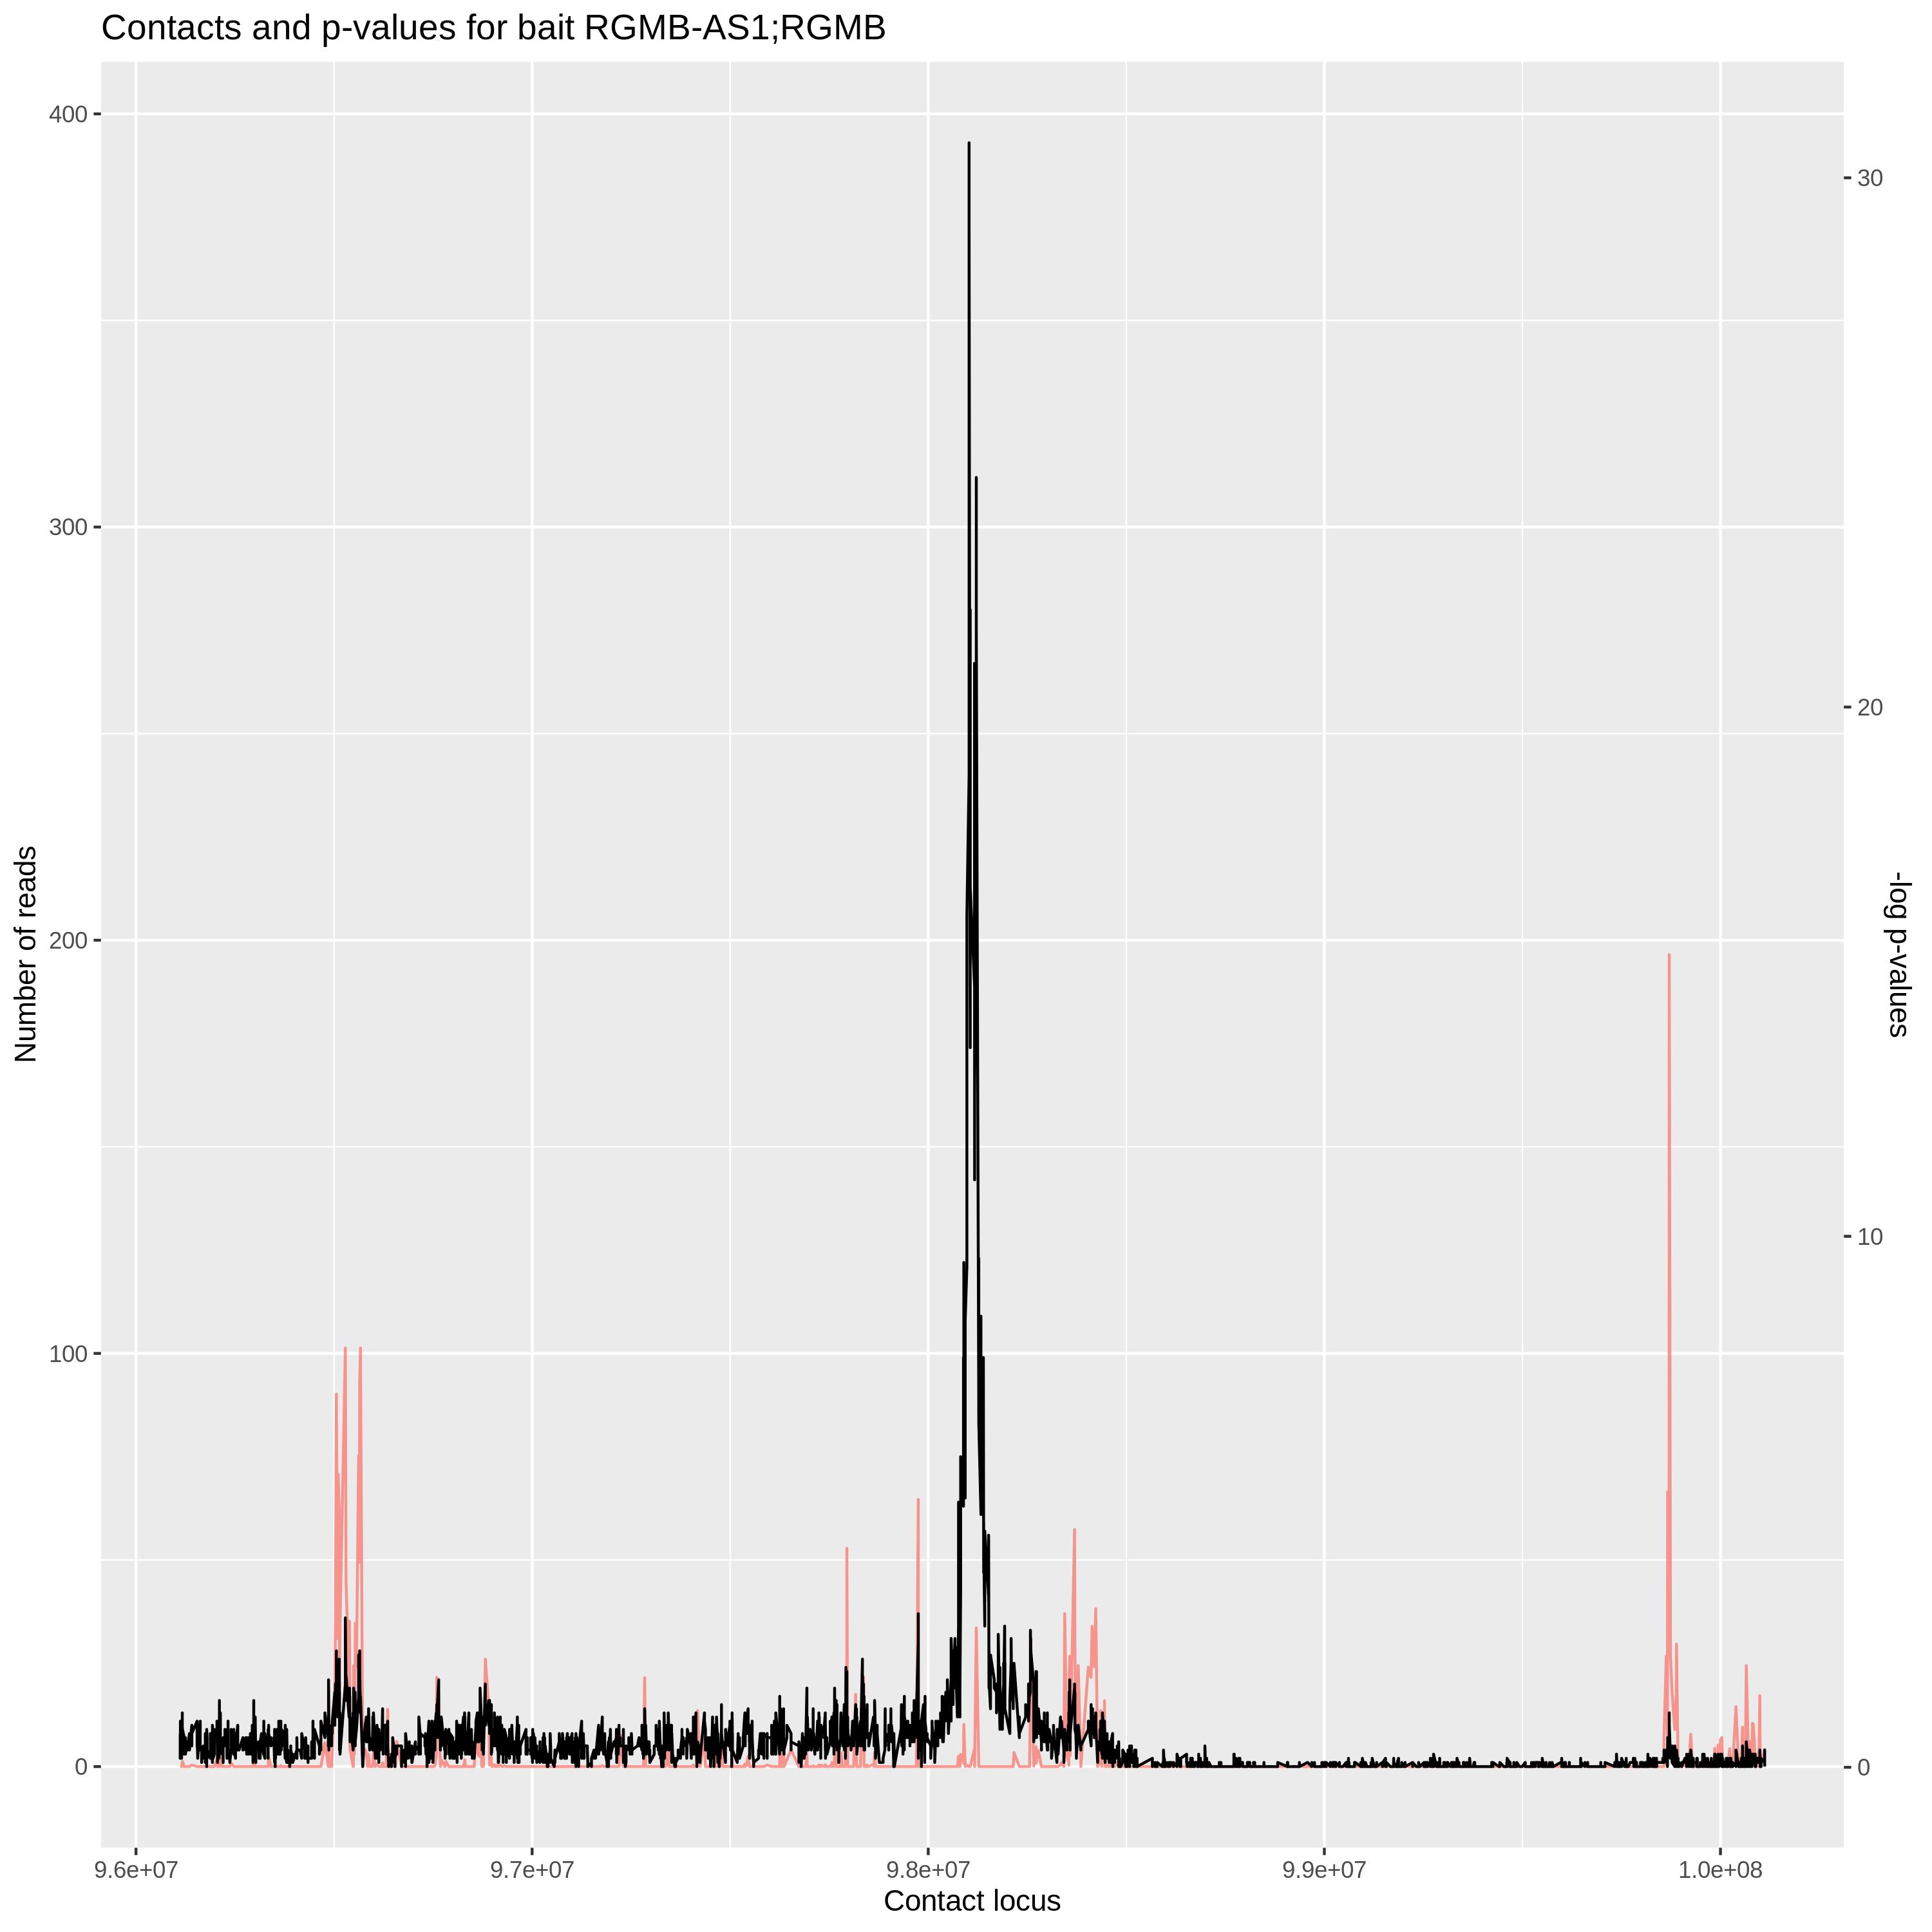 Contacts and p-values for bait RGMB-AS1;RGMB
400
300
200
100
0
Number of reads
30
20
10
0
-log p-values
9.6e+07 9.7e+07 9.8e+07 9.9e+07 1.0e+08
Contact locus